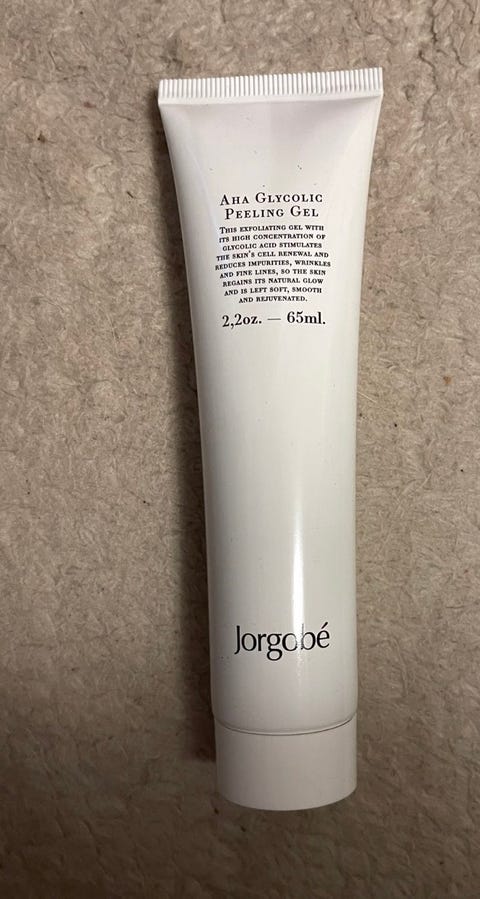 AHA GLYCOLIC
PEELING GEL
THIS EXFOLIATING GEL WITH
ITS HIGH CONCENTRATION OF
GLYCOLIC ACID STIMULATES
THE SKIN'S CELL RENEWAL AND
REDUCES IMPURITIES, WRINKLES
AND FINE LINES, SO THE SKIN
REGAINS ITS NATURAL GLOW
AND IS LEFT SOFT, SMOOTH
AND REJUVENATED.
2,2oz. — 65ml.
Jorgobé